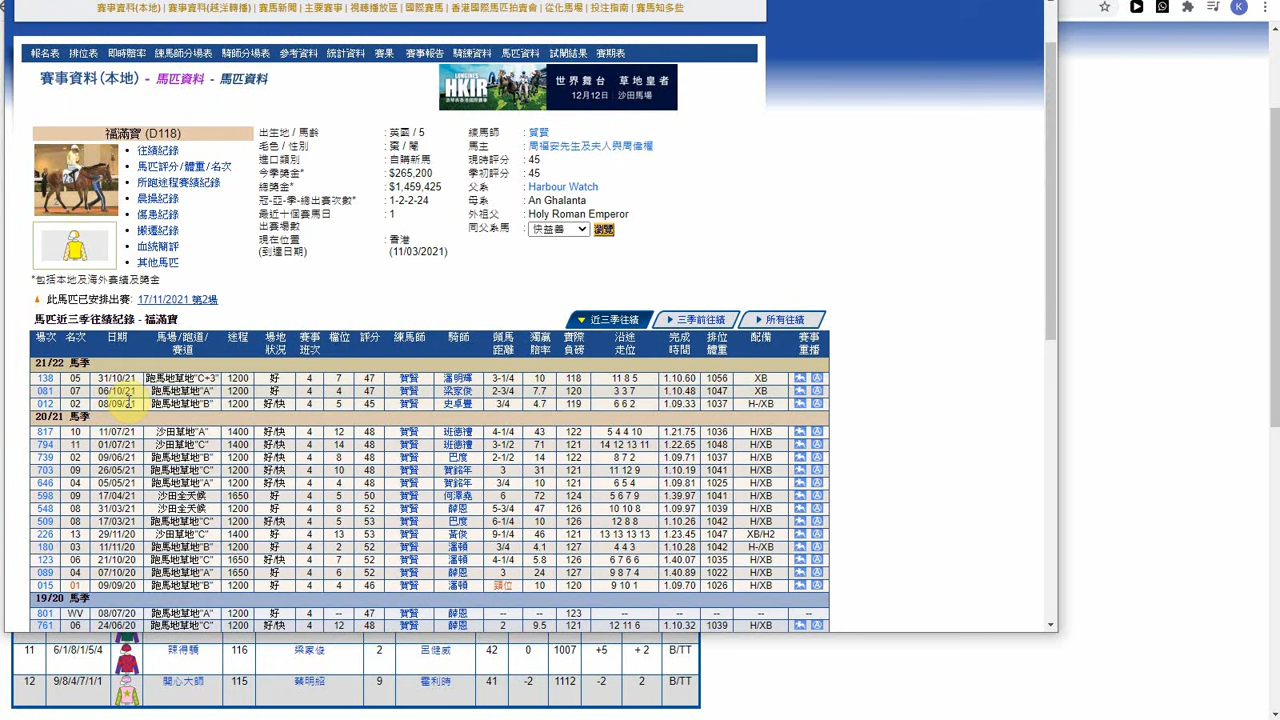 賽事資料(本地) | 賽事資料(越洋轉播) | 賽馬新聞 | 主要賽事 | 視聽播放區 | 國際賽馬 | 香港國際馬匹拍賣會 | 從化馬場 | 投注指南 | 賽馬知多些
報名表 排位表 即時賠率 練馬師分場表 騎師分場表 參考資料 統計資料 賽果 賽事報告 騎練資料 馬匹資料 試閘結果 賽期表
賽事資料(本地) - 馬匹資料 - 馬匹資料
LONGINES HKIR 世界舞台 草地皇者
12月12日 沙田馬場
福滿寶 (D118)
往績紀錄
馬匹評分/體重/名次
所跑途程賽績紀錄
晨操紀錄
傷患紀錄
搬遷紀錄
血統簡評
其他馬匹
出生地 / 馬齡 : 英國 / 5
毛色 / 性別 : 棗 / 閹
進口類別 : 自購新馬
今季獎金* : $265,200
總獎金* : $1,459,425
冠-亞-季-總出賽次數* : 1-2-2-24
最近十個賽馬日 : 1
出賽場數
現在位置 : 香港
(到達日期) (11/03/2021)
練馬師 : 賀賢
馬主 : 周福安先生及夫人與周偉權
現時評分 : 45
季初評分 : 45
父系 : Harbour Watch
母系 : An Ghalanta
外祖父 : Holy Roman Emperor
同父系馬 : 快益善 瀏覽
*包括本地及海外賽績及獎金
此馬匹已安排出賽: 17/11/2021 第2場
馬匹近三季往績紀錄 - 福滿寶 近三季往績 三季前往績 所有往績
場次 名次 日期 馬場/跑道/賽道 途程 場地狀況 賽事班次 檔位 評分 練馬師 騎師 頭馬距離 獨贏賠率 實際負磅 沿途走位 完成時間 排位體重 配備 賽事重播
21/22 馬季
138 05 31/10/21 跑馬地草地"C+3" 1200 好 4 7 47 賀賢 潘明輝 3-1/4 10 118 11 8 5 1.10.60 1056 XB
081 07 06/10/21 跑馬地草地"A" 1200 好 4 1 47 賀賢 梁家俊 2-3/4 7.7 120 3 3 7 1.10.48 1047 XB
012 02 08/09/21 跑馬地草地"B" 1200 好/快 4 5 45 賀賢 史卓豐 3/4 4.7 119 6 6 2 1.09.33 1037 H-/XB
20/21 馬季
817 10 11/07/21 沙田草地"A" 1400 好/快 4 12 48 賀賢 班德禮 4-1/4 43 122 5 4 4 10 1.21.75 1036 H/XB
794 11 01/07/21 沙田草地"C" 1400 好 4 14 48 賀賢 班德禮 3-1/2 71 121 14 12 13 11 1.22.65 1048 H/XB
739 02 09/06/21 跑馬地草地"B" 1200 好/快 4 8 48 賀賢 巴度 2-1/2 14 122 8 7 2 1.09.71 1037 H/XB
703 09 26/05/21 跑馬地草地"C" 1200 好/快 4 10 48 賀賢 賀銘年 3 31 121 11 12 9 1.10.19 1041 H/XB
646 04 05/05/21 跑馬地草地"A" 1200 好 4 4 48 賀賢 賀銘年 3/4 10 121 6 5 4 1.09.81 1025 H/XB
598 09 17/04/21 沙田全天候 1650 好 4 5 50 賀賢 何澤堯 6 72 124 5 6 7 9 1.39.97 1041 H/XB
548 08 31/03/21 沙田全天候 1200 好 4 8 52 賀賢 薛恩 5-3/4 47 126 10 10 8 1.09.97 1039 H/XB
509 08 17/03/21 跑馬地草地"C" 1200 好/快 4 5 53 賀賢 巴度 6-1/4 10 126 12 8 8 1.10.26 1042 H/XB
226 13 29/11/20 沙田草地"C" 1400 好 4 13 53 賀賢 黃俊 9-1/4 46 121 13 13 13 13 1.23.45 1047 XB/H2
180 03 11/11/20 跑馬地草地"B" 1200 好 4 2 52 賀賢 潘頓 3/4 4.1 127 4 4 3 1.10.28 1042 H-/XB
123 06 21/10/20 跑馬地草地"C" 1650 好/快 4 7 52 賀賢 潘頓 4-1/4 5.8 126 6 7 6 6 1.40.07 1035 H/XB
089 04 07/10/20 跑馬地草地"A" 1650 好 4 6 52 賀賢 薛恩 3 24 127 9 8 7 4 1.40.89 1022 H/XB
015 01 09/09/20 跑馬地草地"B" 1200 好 4 4 46 賀賢 潘頓 頸位 10 120 9 10 1 1.09.70 1026 H/XB
19/20 馬季
801 WV 08/07/20 跑馬地草地"A" 1200 好 4 -- 47 賀賢 薛恩 -- -- 123 -- -- -- --
761 06 24/06/20 跑馬地草地"C" 1200 好 4 12 48 賀賢 薛恩 2 9.5 121 12 11 6 1.10.32 1039 H/XB
11 6/1/8/1/5/4 辣得驕 116 梁家俊 2 呂健威 42 0 1007 +5 + 2 B/TT
12 9/8/4/7/1/1 開心大師 115 蔡明紹 9 霍利時 41 -2 1112 -2 2 B/TT
K